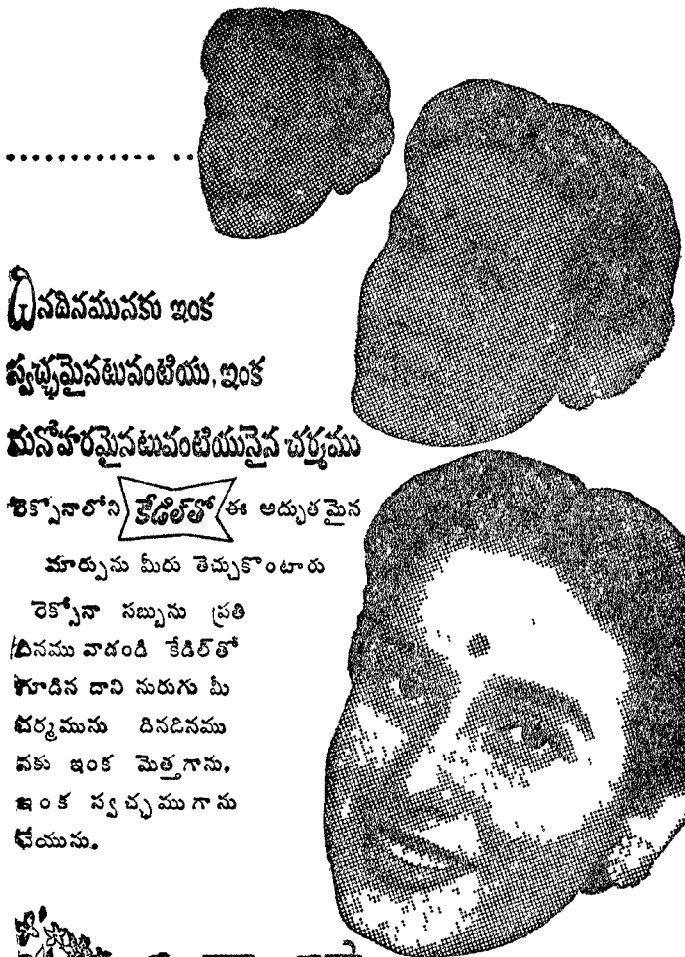 దినదినమునకు ఇంక
స్వచ్ఛమైనటువంటియు, ఇంక
మనోహరమైనటువంటియునైన చర్మము
రెక్సోనాలోని కేడిల్‌తో ఈ అద్భుతమైన
మార్పును మీరు తెచ్చుకొంటారు
రెక్సోనా సబ్బును ప్రతి
దినము వాడండి కేడిల్‌తో
గూడిన దాని నురుగు మీ
చర్మమును దినదినము
నకు ఇంక మెత్తగాను,
ఇంక స్వచ్ఛముగాను
చేయును.